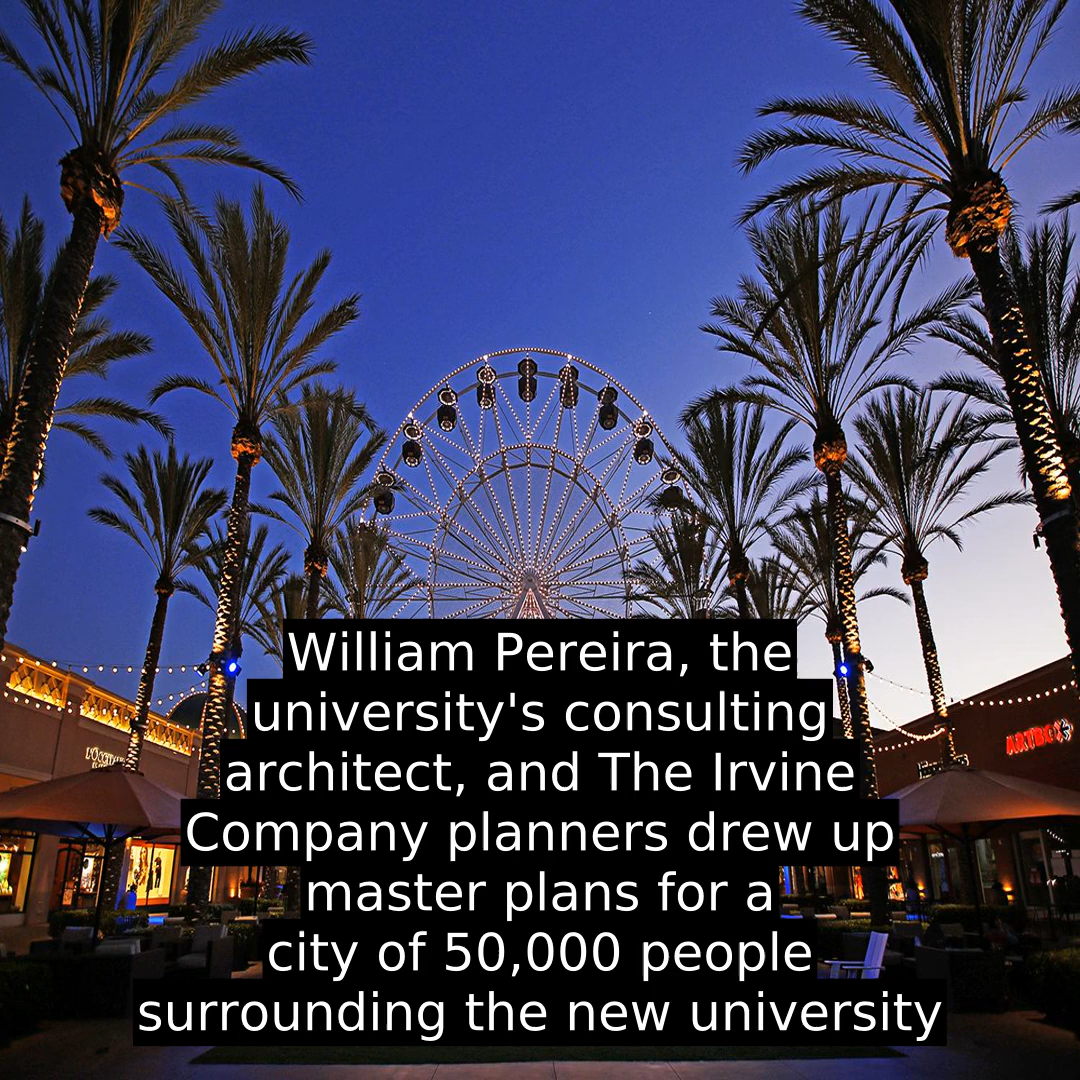 L'OCCITANE
ARTBOX
William Pereira, the
university's consulting
architect, and The Irvine
Company planners drew up
master plans for a
city of 50,000 people
surrounding the new university